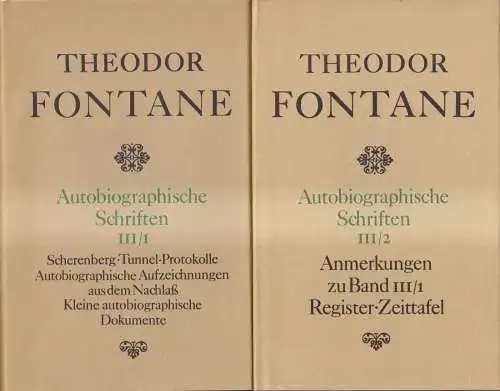 THEODOR
FONTANE
Autobiographische
Schriften
III/1
Scherenberg·Tunnel-Protokolle
Autobiographische Aufzeichnungen
aus dem Nachlaß
Kleine autobiographische
Dokumente
THEODOR
FONTANE
Autobiographische
Schriften
III/2
Anmerkungen
zu Band III/1
Register·Zeittafel